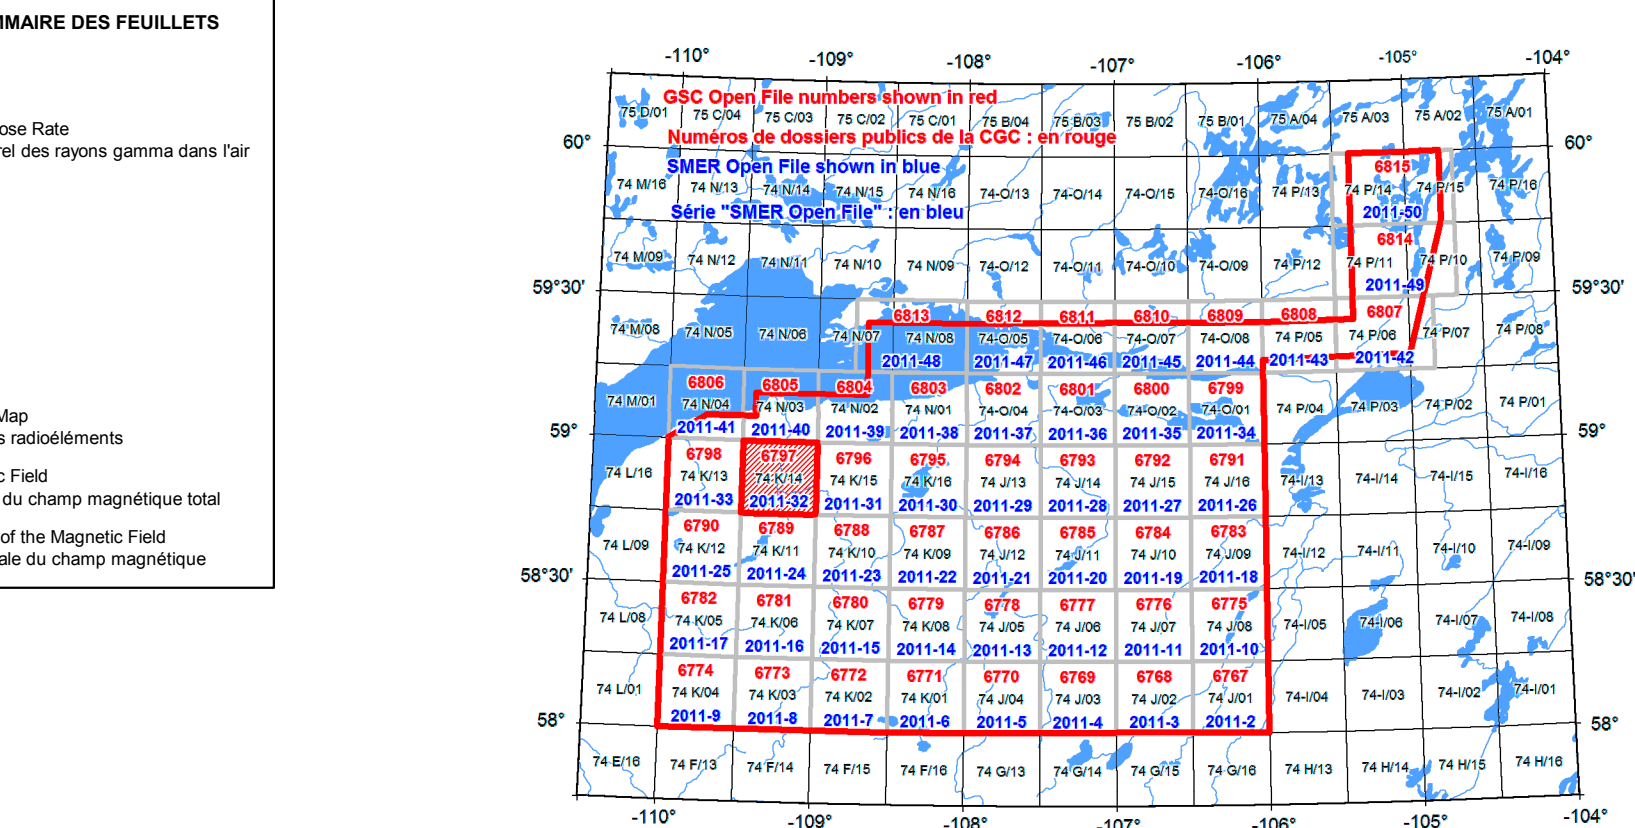 MMAIRE DES FEUILLETS
ose Rate
rel des rayons gamma dans l'air
Map
s radioéléments
c Field
du champ magnétique total
of the Magnetic Field
ale du champ magnétique
-110° -109° -108° -107° -106° -105° -104°
GSC Open File numbers shown in red
75 D/01 75 C/04 75 C/03 75 C/02 75 C/01 75 B/04 75 B/03 75 B/02 75 B/01 75 A/04 75 A/03 75 A/02 75 A/01
Numéros de dossiers publics de la CGC : en rouge
60° 60°
SMER Open File shown in blue
6815
74 M/16 74 N/13 74 N/14 74 N/15 74 N/16 74-O/13 74-O/14 74-O/15 74-O/16 74 P/13 74 P/14 74 P/15 74 P/16
Série "SMER Open File" : en bleu
2011-50
6814
74 M/09 74 N/12 74 N/11 74 N/10 74 N/09 74-O/12 74-O/11 74-O/10 74-O/09 74 P/12 74 P/11 74 P/10 74 P/09
2011-49
59°30' 59°30'
6813 6812 6811 6810 6809 6808 6807
74 M/08 74 N/05 74 N/06 74 N/07 74 N/08 74-O/05 74-O/06 74-O/07 74-O/08 74 P/05 74 P/06 74 P/07 74 P/08
2011-48 2011-47 2011-46 2011-45 2011-44 2011-43 2011-42
6806 6805 6804 6803 6802 6801 6800 6799
74 M/01 74 N/04 74 N/03 74 N/02 74 N/01 74-O/04 74-O/03 74-O/02 74-O/01 74 P/04 74 P/03 74 P/02 74 P/01
2011-41 2011-40 2011-39 2011-38 2011-37 2011-36 2011-35 2011-34
59° 59°
6798 6797 6796 6795 6794 6793 6792 6791
74 L/16 74 K/13 74 K/14 74 K/15 74 K/16 74 J/13 74 J/14 74 J/15 74 J/16 74-I/13 74-I/14 74-I/15 74-I/16
2011-33 2011-32 2011-31 2011-30 2011-29 2011-28 2011-27 2011-26
6790 6789 6788 6787 6786 6785 6784 6783
74 L/09 74 K/12 74 K/11 74 K/10 74 K/09 74 J/12 74 J/11 74 J/10 74 J/09 74-I/12 74-I/11 74-I/10 74-I/09
2011-25 2011-24 2011-23 2011-22 2011-21 2011-20 2011-19 2011-18
58°30' 58°30'
6782 6781 6780 6779 6778 6777 6776 6775
74 L/08 74 K/05 74 K/06 74 K/07 74 K/08 74 J/05 74 J/06 74 J/07 74 J/08 74-I/05 74-I/06 74-I/07 74-I/08
2011-17 2011-16 2011-15 2011-14 2011-13 2011-12 2011-11 2011-10
6774 6773 6772 6771 6770 6769 6768 6767
74 L/01 74 K/04 74 K/03 74 K/02 74 K/01 74 J/04 74 J/03 74 J/02 74 J/01 74-I/04 74-I/03 74-I/02 74-I/01
2011-9 2011-8 2011-7 2011-6 2011-5 2011-4 2011-3 2011-2
58° 58°
74 E/16 74 F/13 74 F/14 74 F/15 74 F/16 74 G/13 74 G/14 74 G/15 74 G/16 74 H/13 74 H/14 74 H/15 74 H/16
-110° -109° -108° -107° -106° -105° -104°